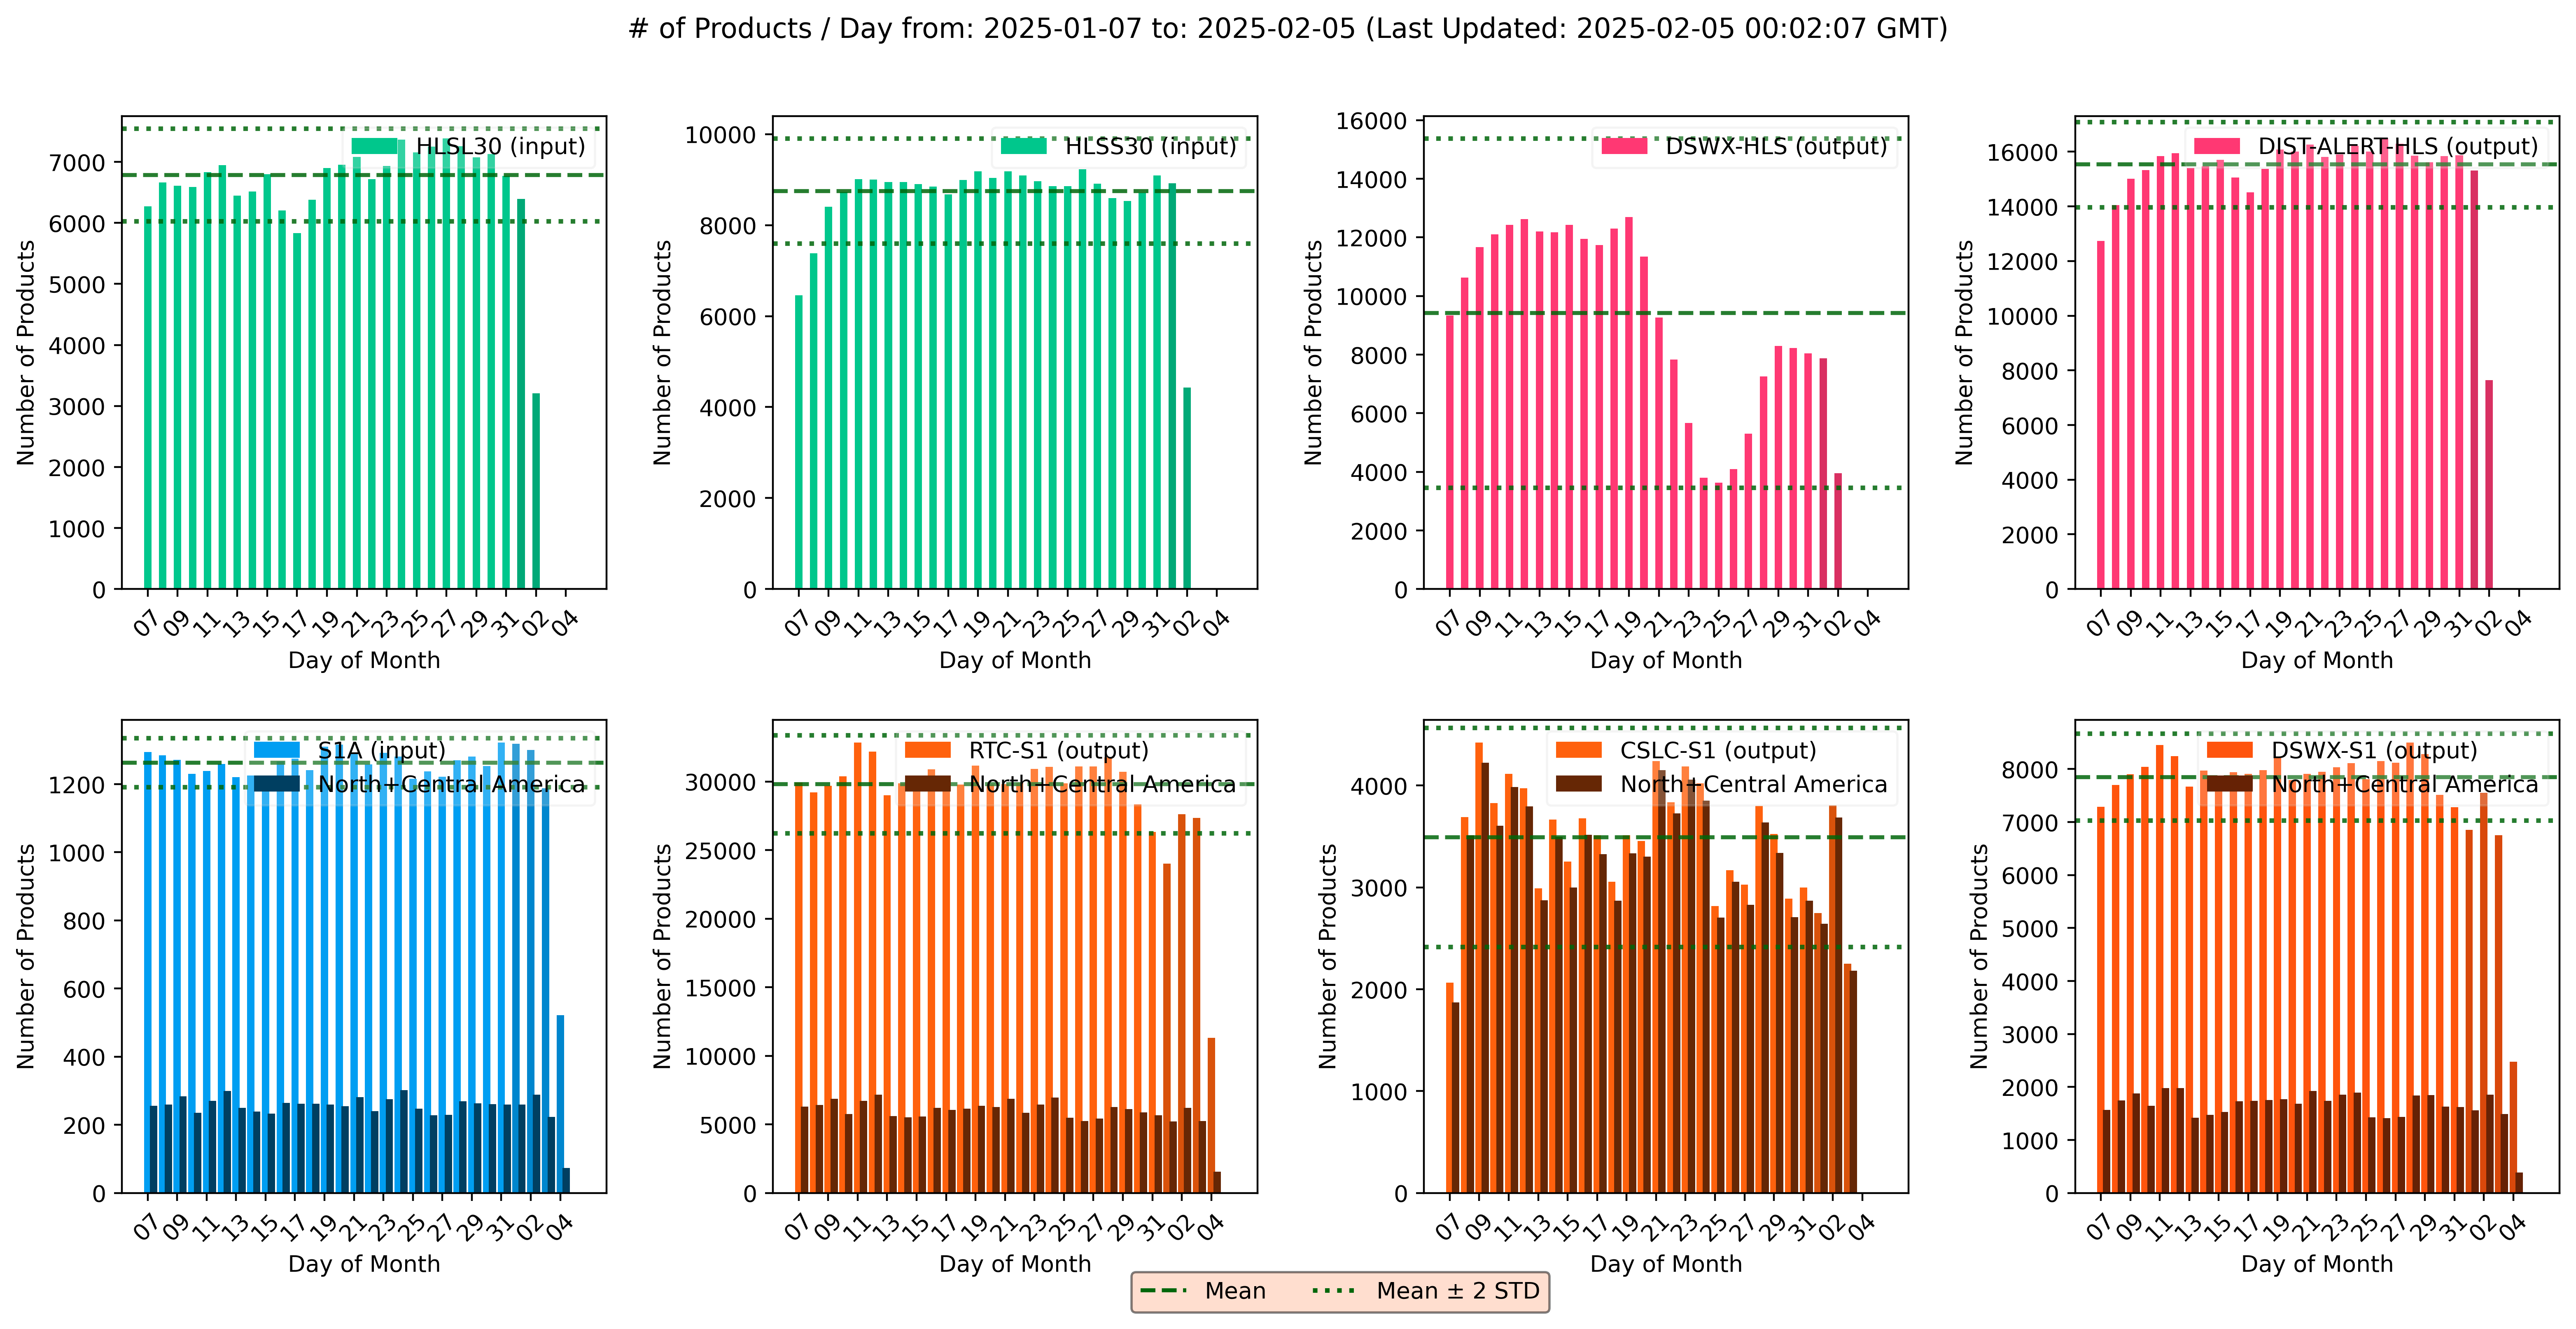 # of Products / Day from: 2025-01-07 to: 2025-02-05 (Last Updated: 2025-02-05 00:02:07 GMT)
HLSL30 (input)
Number of Products
7000
6000
5000
4000
3000
2000
1000
0
07 09 11 13 15 17 19 21 23 25 27 29 31 02 04
Day of Month
HLSS30 (input)
Number of Products
10000
8000
6000
4000
2000
0
07 09 11 13 15 17 19 21 23 25 27 29 31 02 04
Day of Month
DSWX-HLS (output)
Number of Products
16000
14000
12000
10000
8000
6000
4000
2000
0
07 09 11 13 15 17 19 21 23 25 27 29 31 02 04
Day of Month
DIST-ALERT-HLS (output)
Number of Products
16000
14000
12000
10000
8000
6000
4000
2000
0
07 09 11 13 15 17 19 21 23 25 27 29 31 02 04
Day of Month
S1A (input)
North+Central America
Number of Products
1200
1000
800
600
400
200
0
07 09 11 13 15 17 19 21 23 25 27 29 31 02 04
Day of Month
RTC-S1 (output)
North+Central America
Number of Products
30000
25000
20000
15000
10000
5000
0
07 09 11 13 15 17 19 21 23 25 27 29 31 02 04
Day of Month
CSLC-S1 (output)
North+Central America
Number of Products
4000
3000
2000
1000
0
07 09 11 13 15 17 19 21 23 25 27 29 31 02 04
Day of Month
DSWX-S1 (output)
North+Central America
Number of Products
8000
7000
6000
5000
4000
3000
2000
1000
0
07 09 11 13 15 17 19 21 23 25 27 29 31 02 04
Day of Month
Mean
Mean ± 2 STD